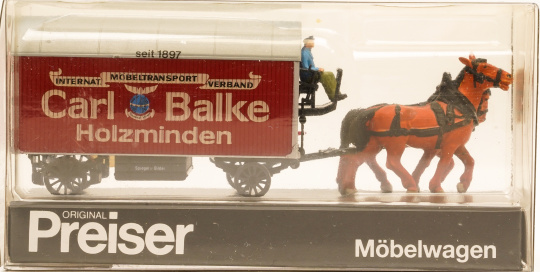 seit 1897
INTERNAT. MÖBELTRANSPORT VERBAND
Carl Balke
Holzminden
ORIGINAL
Preiser
Möbelwagen